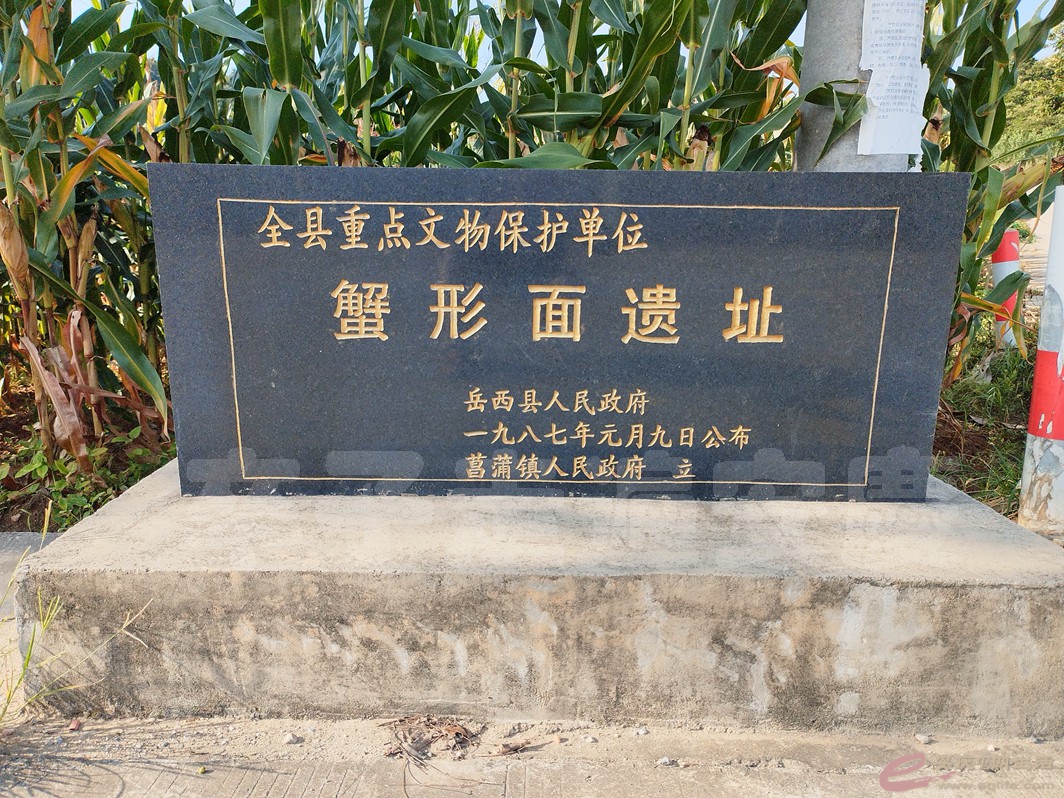 全县重点文物保护单位
蟹形面遗址
岳西县人民政府
一九八七年元月九日公布
菖蒲镇人民政府 立